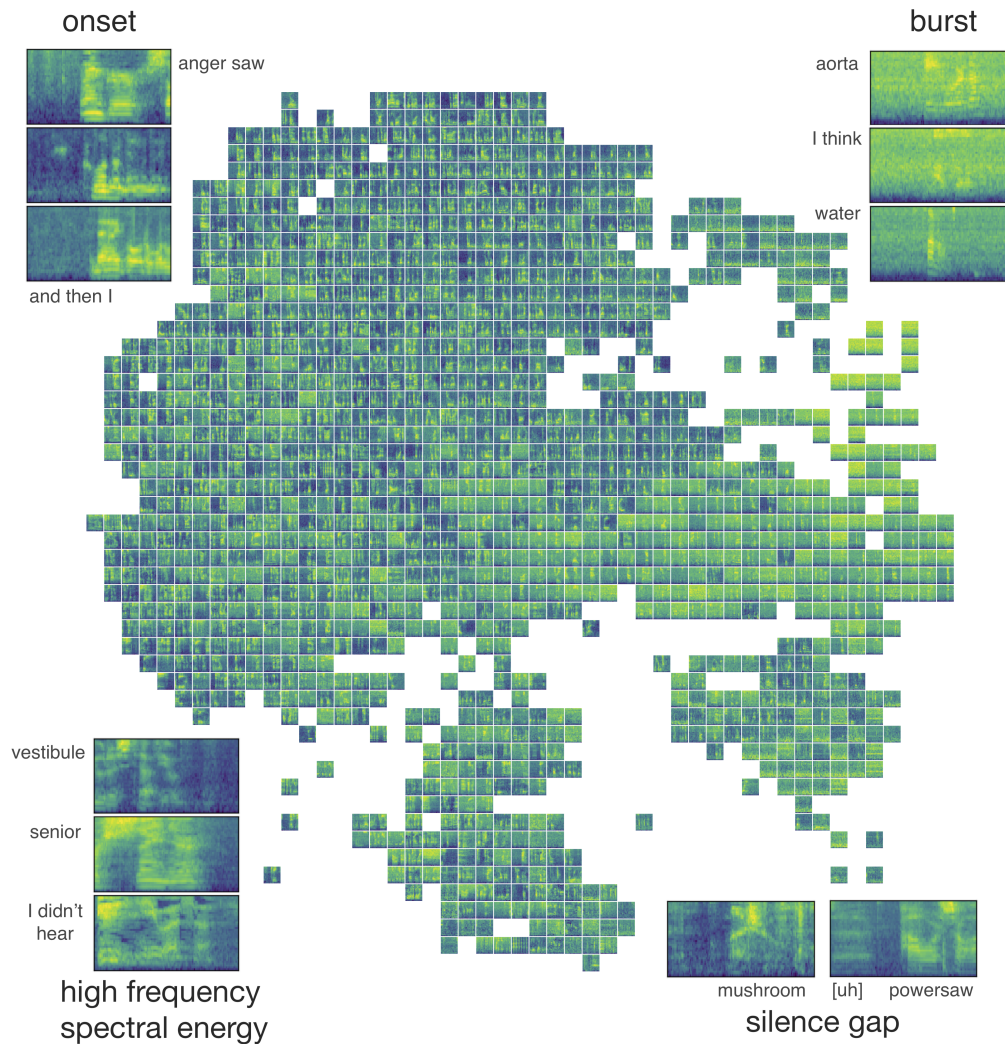 onset
burst
anger saw
and then I
aorta
I think
water
vestibule
senior
I didn't
hear
high frequency
spectral energy
mushroom
[uh]
powersaw
silence gap